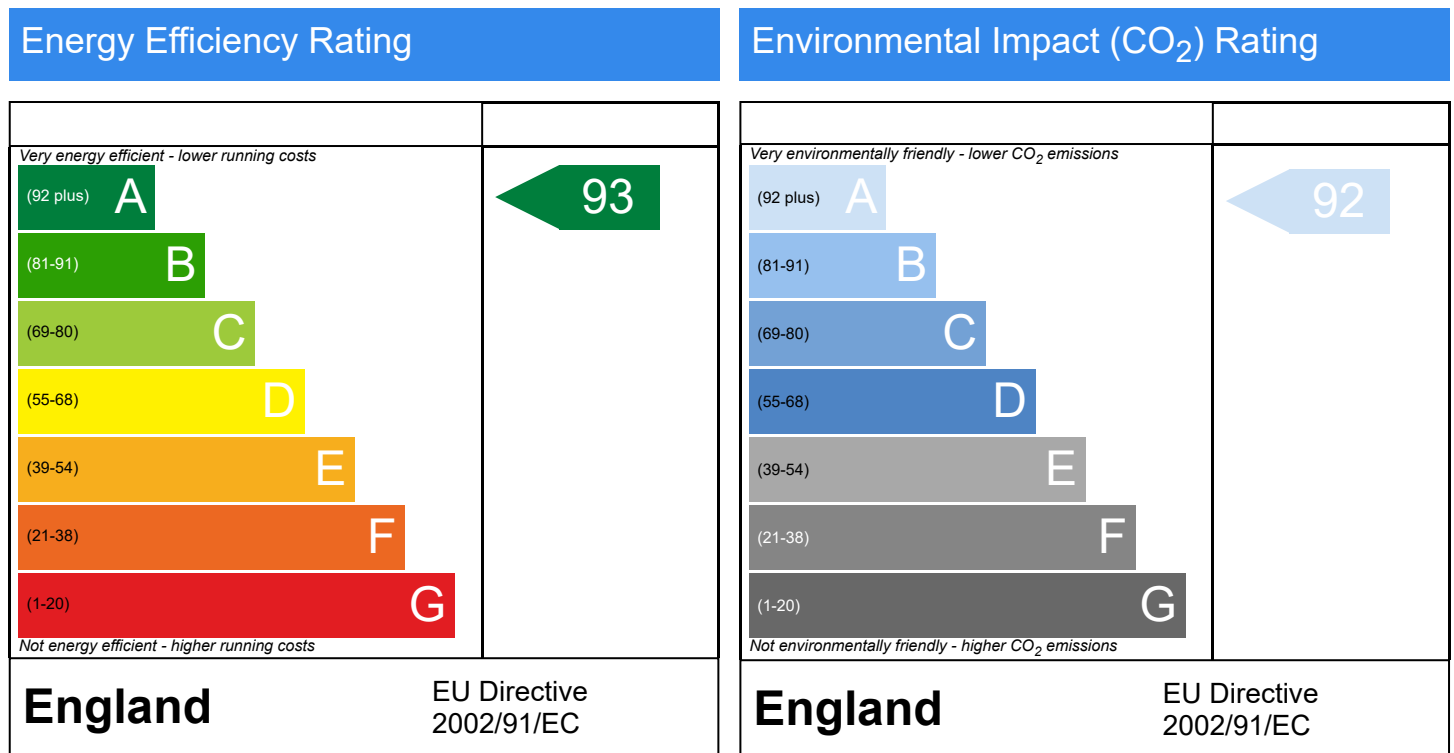 Energy Efficiency Rating
Very energy efficient - lower running costs
(92 plus) A
93
(81-91) B
(69-80) C
(55-68) D
(39-54) E
(21-38) F
(1-20) G
Not energy efficient - higher running costs
England
EU Directive
2002/91/EC
Environmental Impact (CO₂) Rating
Very environmentally friendly - lower CO₂ emissions
(92 plus) A
92
(81-91) B
(69-80) C
(55-68) D
(39-54) E
(21-38) F
(1-20) G
Not environmentally friendly - higher CO₂ emissions
England
EU Directive
2002/91/EC